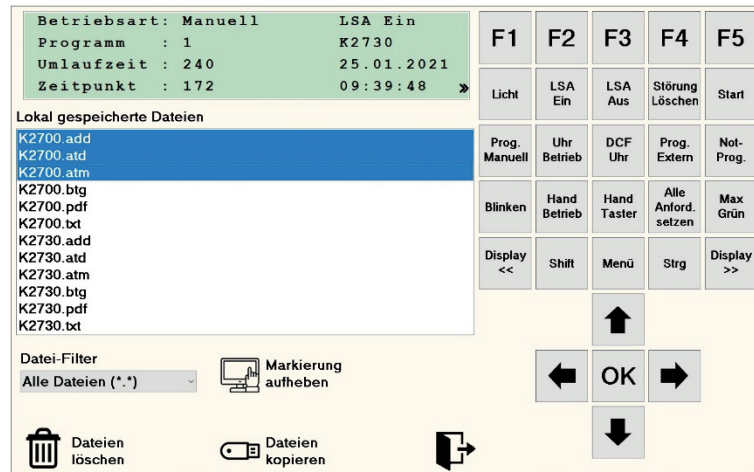 Betriebsart: Manuell LSA Ein
Programm : 1 K2730
Umlaufzeit : 240 25.01.2021
Zeitpunkt : 172 09:39:48 »
F1 F2 F3 F4 F5
Licht
LSA
Ein
LSA
Aus
Störung
Löschen
Start
Lokal gespeicherte Dateien
K2700.add
K2700.atd
K2700.atm
K2700.btg
K2700.pdf
K2700.txt
K2730.add
K2730.atd
K2730.atm
K2730.btg
K2730.pdf
K2730.txt
Prog.
Manuell
Uhr
Betrieb
DCF
Uhr
Prog.
Extern
Not-
Prog.
Blinken
Hand
Betrieb
Hand
Taster
Alle
Anford.
setzen
Max
Grün
Display
<<
Shift
Menü
Strg
Display
>>
OK
Datei-Filter
Alle Dateien (*.*)
Markierung
aufheben
Dateien
löschen
Dateien
kopieren